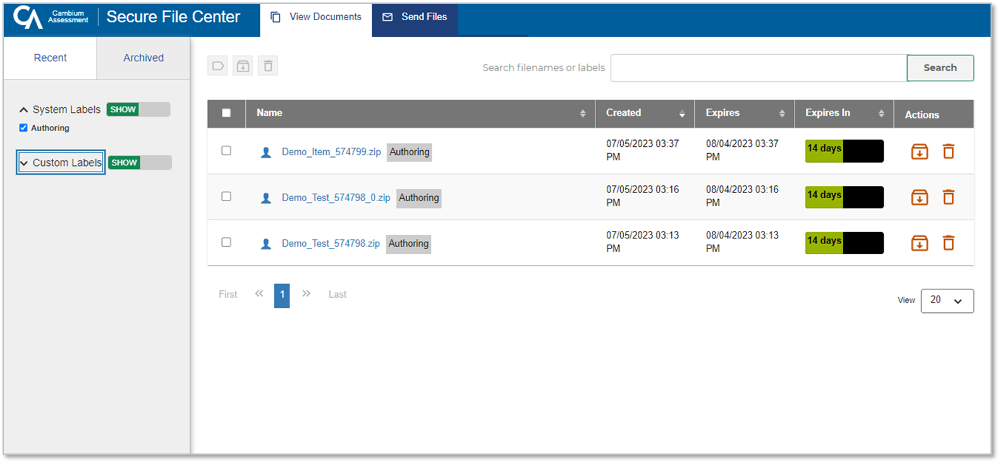 Cambium
Assessment
Secure File Center
View Documents
Send Files
Recent
Archived
Search filenames or labels
Search
System Labels SHOW
Authoring
Custom Labels SHOW
Name Created Expires Expires In Actions
Demo_Item_574799.zip Authoring 07/05/2023 03:37 08/04/2023 03:37 14 days
PM PM
Demo_Test_574798_0.zip Authoring 07/05/2023 03:16 08/04/2023 03:16 14 days
PM PM
Demo_Test_574798.zip Authoring 07/05/2023 03:13 08/04/2023 03:13 14 days
PM PM
First « 1 » Last
View 20